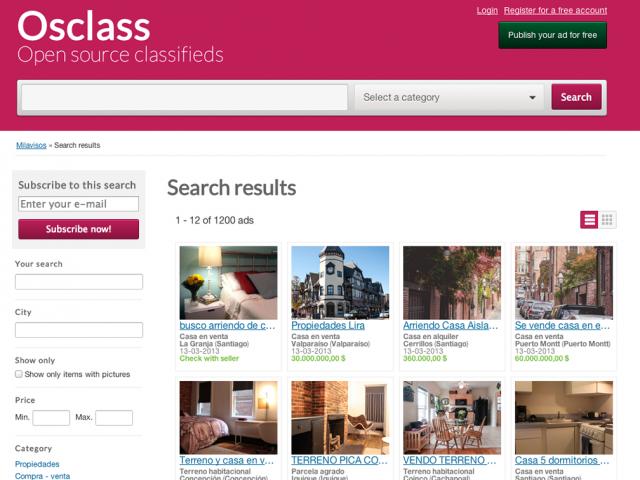 Osclass
Open source classifieds
Login Register for a free account
Publish your ad for free
Select a category
Search
Milavisos » Search results
Subscribe to this search
Enter your e-mail
Subscribe now!
Your search
City
Show only
Show only items with pictures
Price
Min. Max.
Category
Propiedades
Compra - venta
Search results
1 - 12 of 1200 ads
busco arriendo de c...
Casa en venta
La Granja (Santiago)
13-03-2013
Check with seller
Propiedades Lira
Casa en venta
Valparaiso (Valparaiso)
13-03-2013
30.000.000,00 $
Arriendo Casa Aisla...
Casa en alquiler
Cerrillos (Santiago)
13-03-2013
360.000,00 $
Se vende casa en e...
Casa en venta
Puerto Montt (Puerto Montt)
13-03-2013
60.000.000,00 $
Terreno y casa en v...
Terreno habitacional
Concepción (Concepción)
TERRENO PICA CO...
Parcela agrado
Iquique (Iquique)
VENDO TERRENO ...
Terreno habitacional
Coinco (Cachapoal)
Casa 5 dormitorios ...
Casa en venta
Santiago (Santiago)